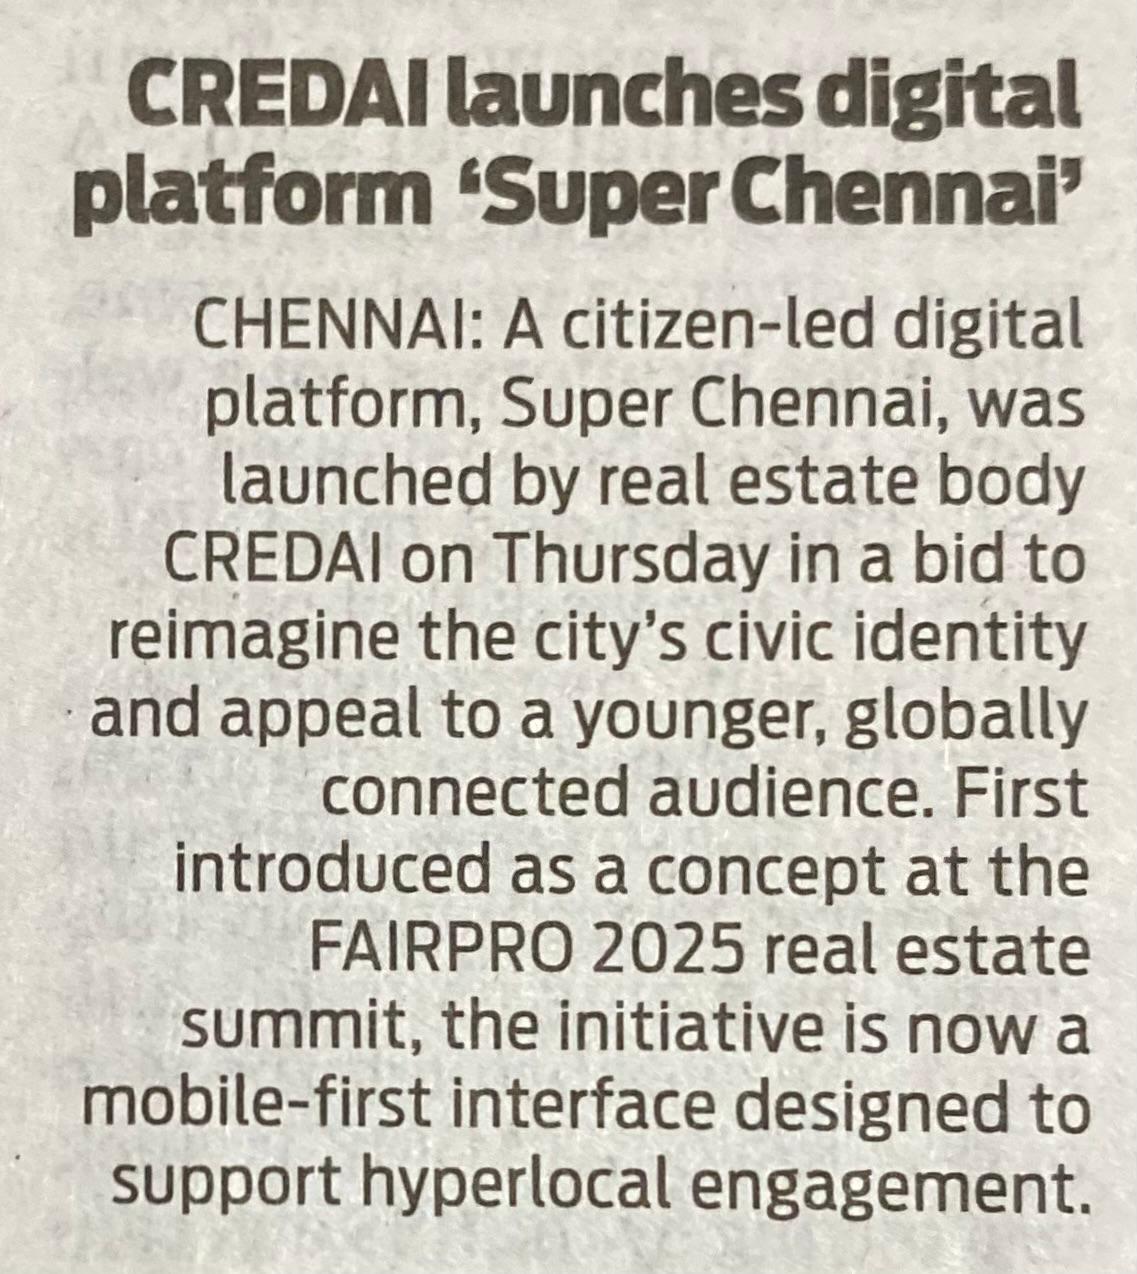 CREDAI launches digital
platform ‘Super Chennai’
CHENNAI: A citizen-led digital
platform, Super Chennai, was
launched by real estate body
CREDAI on Thursday in a bid to
reimagine the city’s civic identity
and appeal to a younger, globally
connected audience. First
introduced as a concept at the
FAIRPRO 2025 real estate
summit, the initiative is now a
mobile-first interface designed to
support hyperlocal engagement.